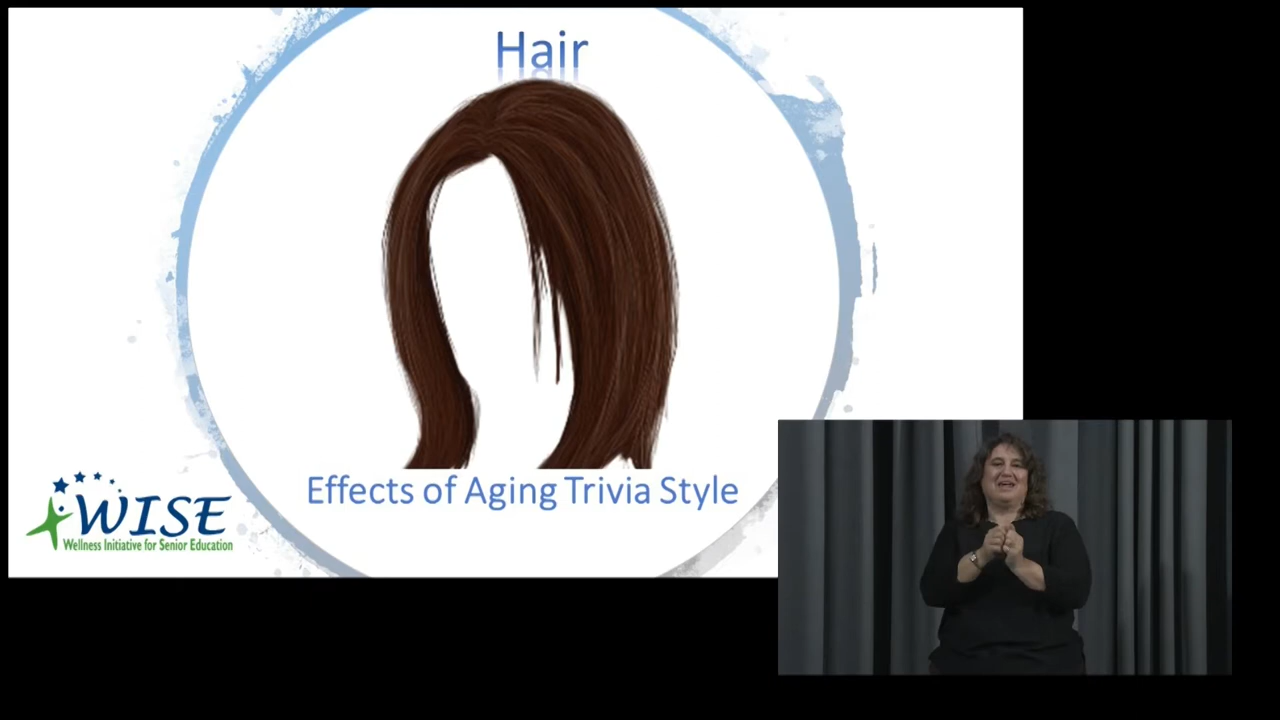 Hair
Effects of Aging Trivia Style
WISE
Wellness Initiative for Senior Education